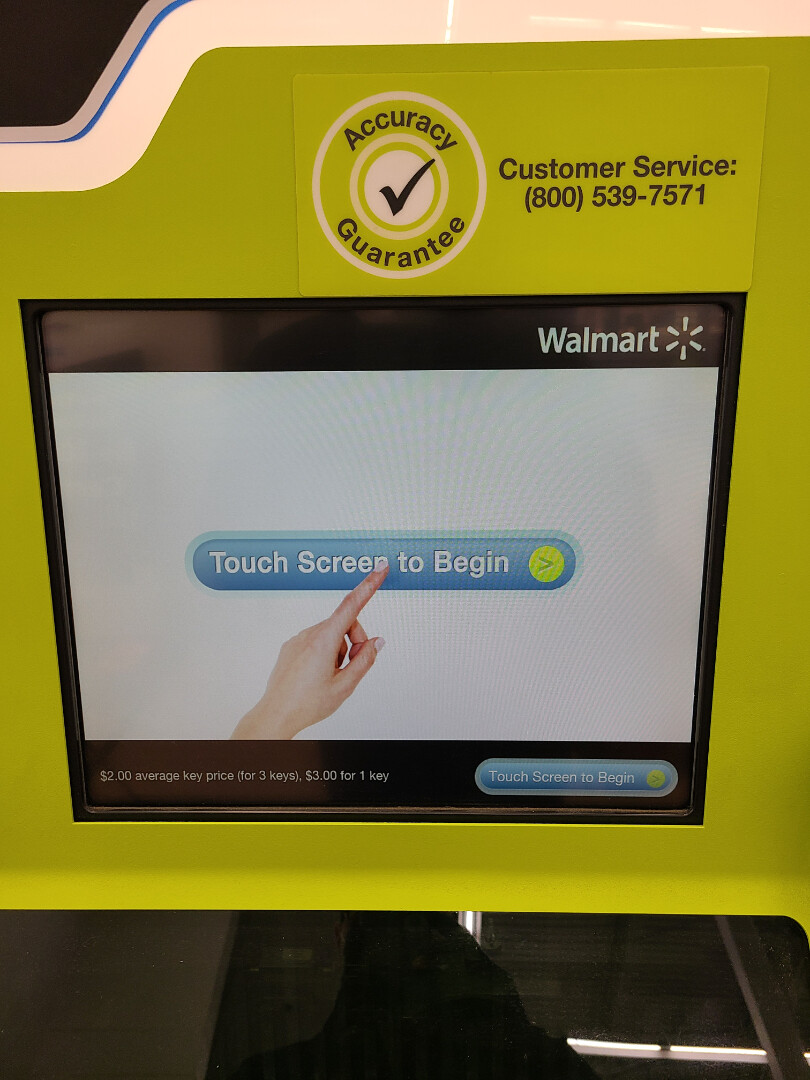 Accuracy
Guarantee
Customer Service:
(800) 539-7571
Walmart
Touch Screen to Begin >
$2.00 average key price (for 3 keys), $3.00 for 1 key
Touch Screen to Begin >